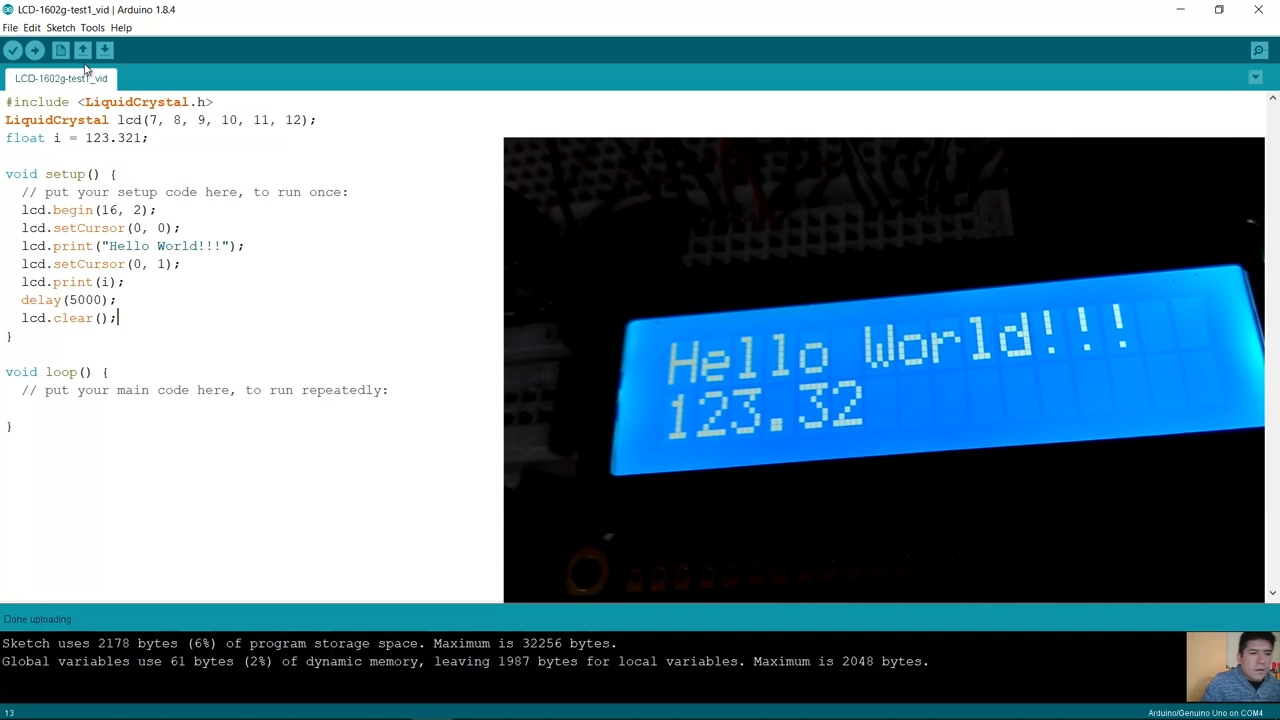 LCD-1602g-test1_vid | Arduino 1.8.4
File Edit Sketch Tools Help
LCD-1602g-test1_vid
#include <LiquidCrystal.h>
LiquidCrystal lcd(7, 8, 9, 10, 11, 12);
float i = 123.321;
void setup() {
// put your setup code here, to run once:
lcd.begin(16, 2);
lcd.setCursor(0, 0);
lcd.print("Hello World!!!");
lcd.setCursor(0, 1);
lcd.print(i);
delay(5000);
lcd.clear();
}
void loop() {
// put your main code here, to run repeatedly:
}
Hello World!!!
123.32
Done uploading.
Sketch uses 2178 bytes (6%) of program storage space. Maximum is 32256 bytes.
Global variables use 61 bytes (2%) of dynamic memory, leaving 1987 bytes for local variables. Maximum is 2048 bytes.
13
Arduino/Genuino Uno on COM4